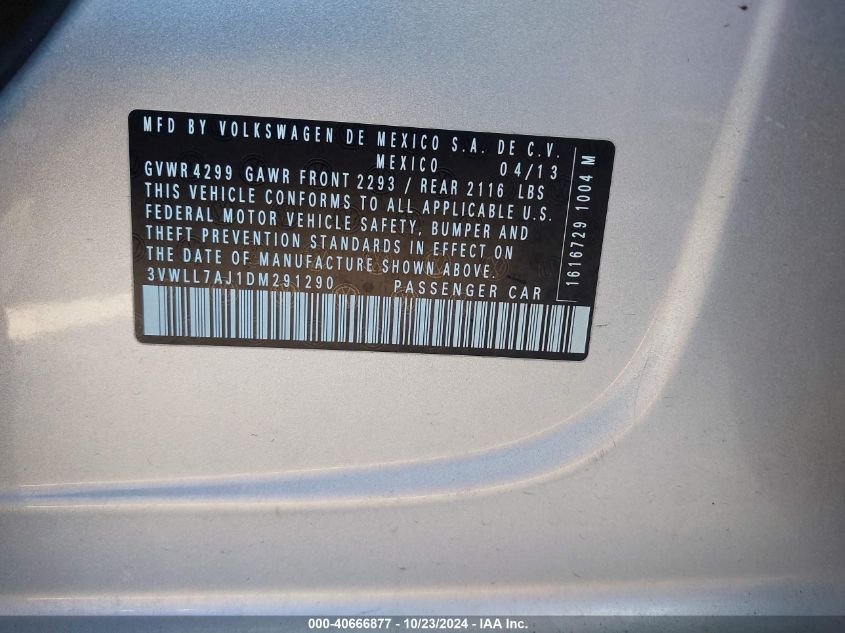 MFD BY VOLKSWAGEN DE MEXICO S.A. DE C.V.
MEXICO 04/13
GVWR 4299 GAWR FRONT 2293 / REAR 2116 LBS
THIS VEHICLE CONFORMS TO ALL APPLICABLE U.S.
FEDERAL MOTOR VEHICLE SAFETY, BUMPER AND
THEFT PREVENTION STANDARDS IN EFFECT ON
THE DATE OF MANUFACTURE SHOWN ABOVE.
3VWLL7AJ1DM291290 PASSENGER CAR
1616729 1004 M
000-40666877 - 10/23/2024 - IAA Inc.